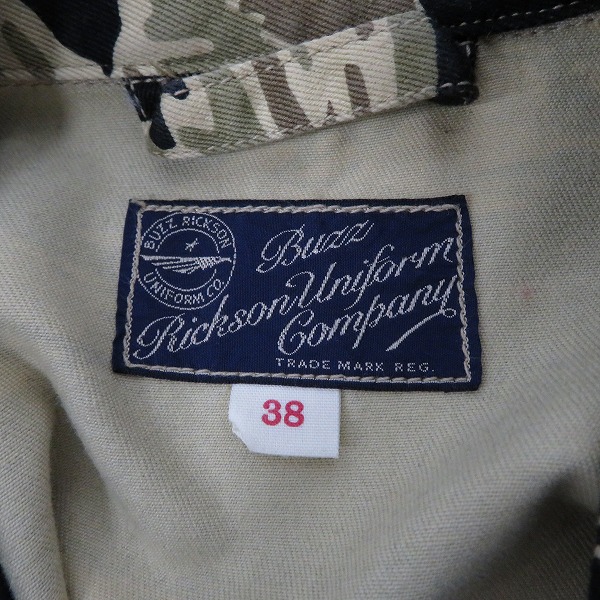 BUZZ RICKSON
UNIFORM CO.
Buzz
Rickson Uniform
Company
TRADE MARK REG.
38